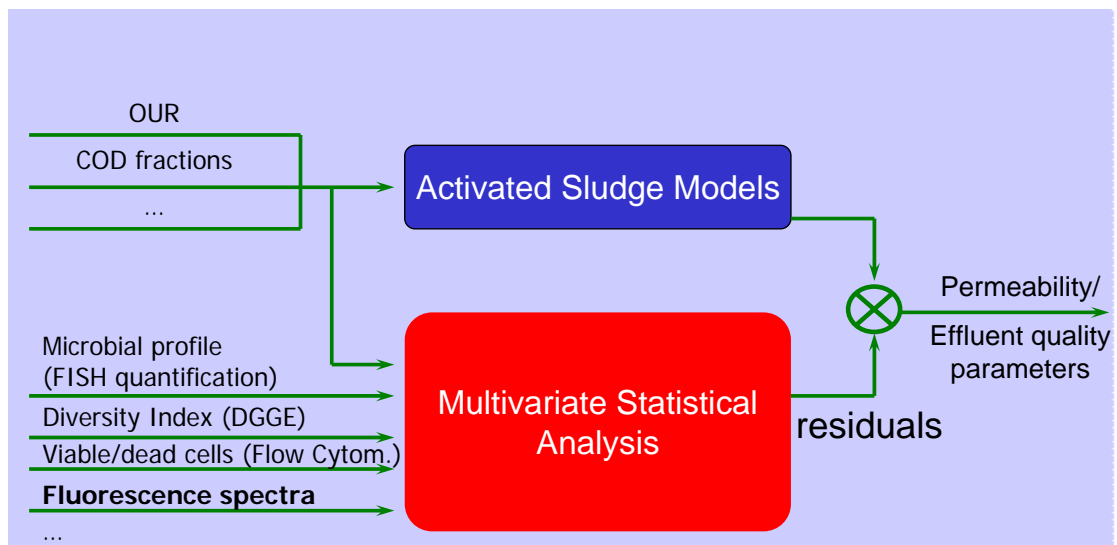 OUR
COD fractions
...
Activated Sludge Models
Permeability/
Effluent quality
parameters
Microbial profile
(FISH quantification)
Diversity Index (DGGE)
Viable/dead cells (Flow Cytom.)
Fluorescence spectra
...
Multivariate Statistical
Analysis
residuals